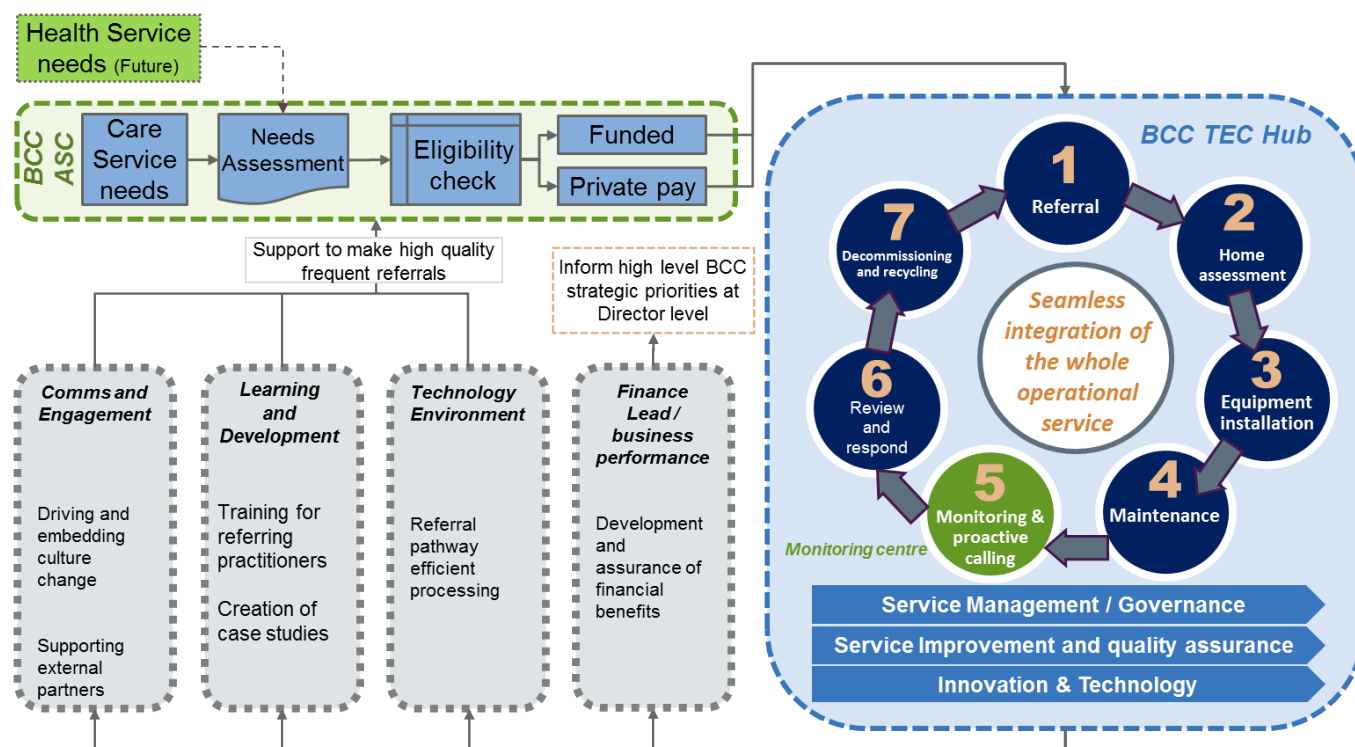 Health Service
needs (Future)
BCC
ASC
Care
Service
needs
Needs
Assessment
Eligibility
check
Funded
Private pay
Support to make high quality
frequent referrals
Inform high level BCC
strategic priorities at
Director level
Comms and
Engagement
Driving and
embedding
culture
change
Supporting
external
partners
Learning
and
Development
Training for
referring
practitioners
Creation of
case studies
Technology
Environment
Referral
pathway
efficient
processing
Finance
Lead /
business
performance
Development
and
assurance of
financial
benefits
BCC TEC Hub
1
Referral
2
Home
assessment
3
Equipment
installation
4
Maintenance
5
Monitoring &
proactive
calling
Monitoring centre
6
Review
and
respond
7
Decommissioning
and recycling
Seamless
integration of
the whole
operational
service
Service Management / Governance
Service Improvement and quality assurance
Innovation & Technology